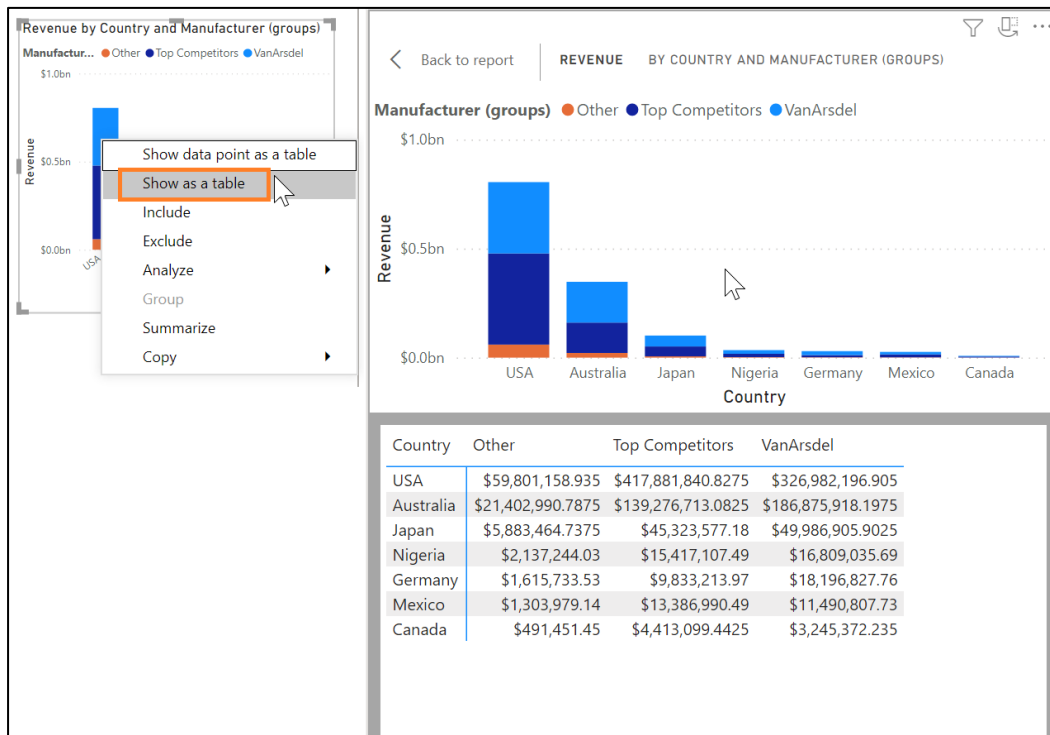 Revenue by Country and Manufacturer (groups)
Manufactur... Other Top Competitors VanArsdel
$1.0bn
$0.5bn
$0.0bn
Revenue
USA
Show data point as a table
Show as a table
Include
Exclude
Analyze
Group
Summarize
Copy
Back to report REVENUE BY COUNTRY AND MANUFACTURER (GROUPS)
Manufacturer (groups) Other Top Competitors VanArsdel
$1.0bn
$0.5bn
$0.0bn
Revenue
USA Australia Japan Nigeria Germany Mexico Canada
Country
Country Other Top Competitors VanArsdel
USA $59,801,158.935 $417,881,840.8275 $326,982,196.905
Australia $21,402,990.7875 $139,276,713.0825 $186,875,918.1975
Japan $5,883,464.7375 $45,323,577.18 $49,986,905.9025
Nigeria $2,137,244.03 $15,417,107.49 $16,809,035.69
Germany $1,615,733.53 $9,833,213.97 $18,196,827.76
Mexico $1,303,979.14 $13,386,990.49 $11,490,807.73
Canada $491,451.45 $4,413,099.4425 $3,245,372.235